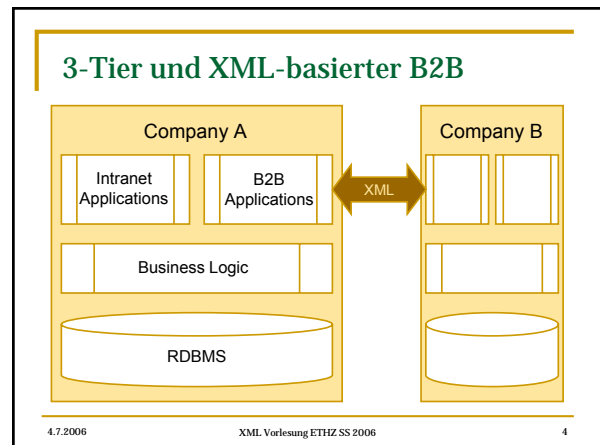 3-Tier und XML-basierter B2B
Company A
Company B
Intranet
Applications
B2B
Applications
XML
Business Logic
RDBMS
4.7.2006
XML Vorlesung ETHZ SS 2006
4